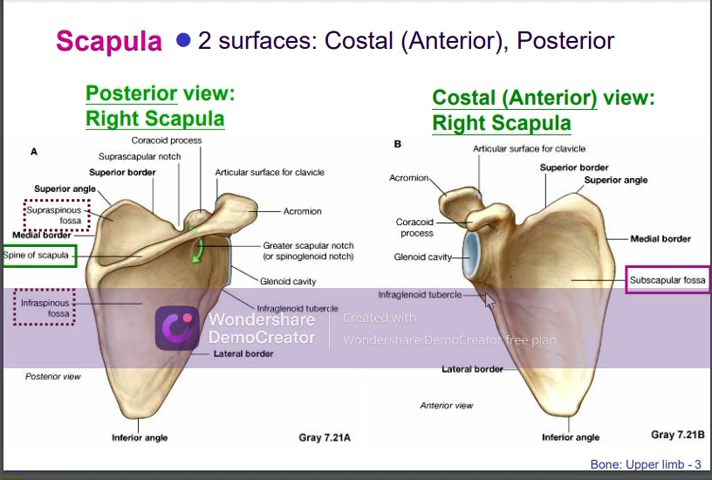 Scapula • 2 surfaces: Costal (Anterior), Posterior
Posterior view:
Right Scapula
A
Coracoid process
Suprascapular notch
Superior border
Articular surface for clavicle
Superior angle
Supraspinous
fossa
Acromion
Medial border
Spine of scapula
Greater scapular notch
(or spinoglenoid notch)
Glenoid cavity
Infraspinous
fossa
Infraglenoid tubercle
Lateral border
Posterior view
Inferior angle
Gray 7.21A
Costal (Anterior) view:
Right Scapula
B
Articular surface for clavicle
Superior border
Acromion
Superior angle
Coracoid
process
Medial border
Glenoid cavity
Subscapular fossa
Infraglenoid tubercle
Lateral border
Anterior view
Inferior angle
Gray 7.21B
Wondershare
DemoCreator
Created with
Wondershare DemoCreator free plan
Bone: Upper limb - 3